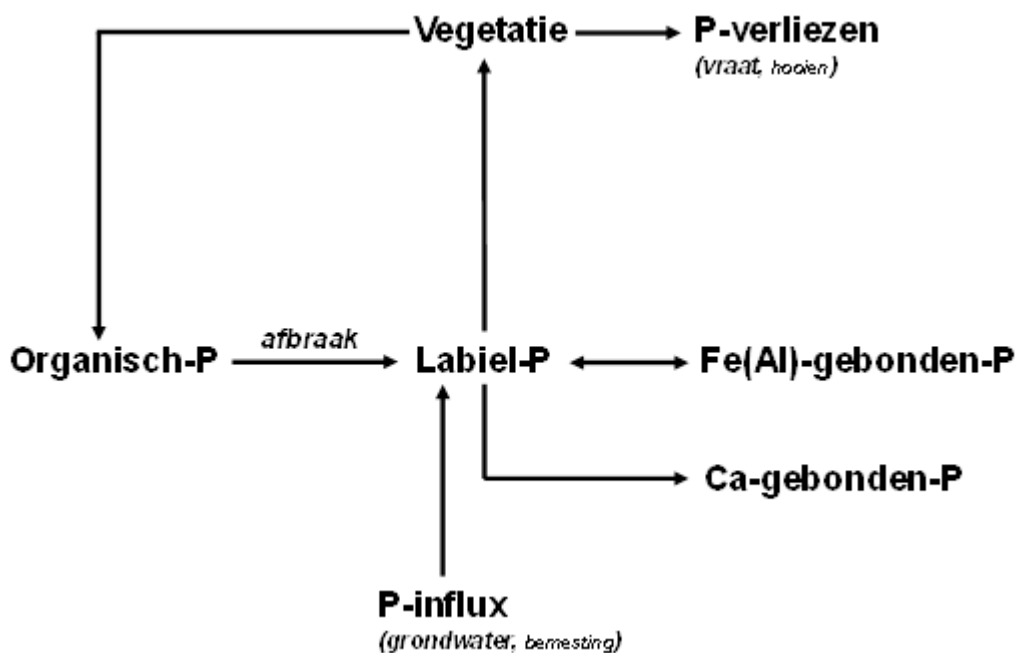 Vegetatie
P-verliezen
(vraat, hooien)
afbraak
Organisch-P
Labiel-P
Fe(Al)-gebonden-P
Ca-gebonden-P
P-influx
(grondwater, bemesting)